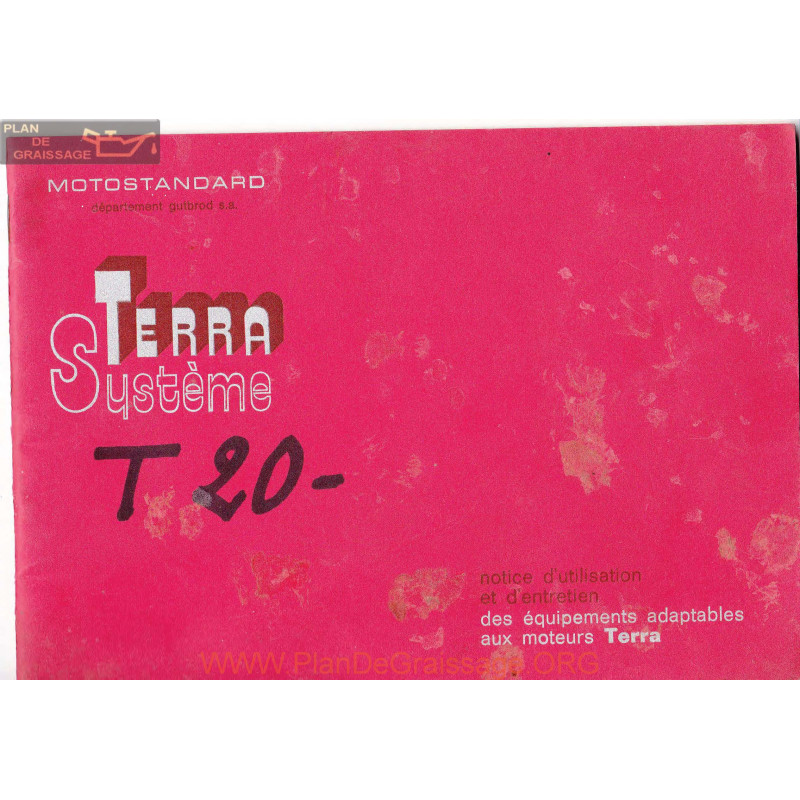 PLAN
DE
GRAISSAGE
MOTOSTANDARD
département gutbrod s.a.
TERRA
Système
T 20-
notice d'utilisation
et d'entretien
des équipements adaptables
aux moteurs Terra
WWW.PlanDeGraissage.ORG